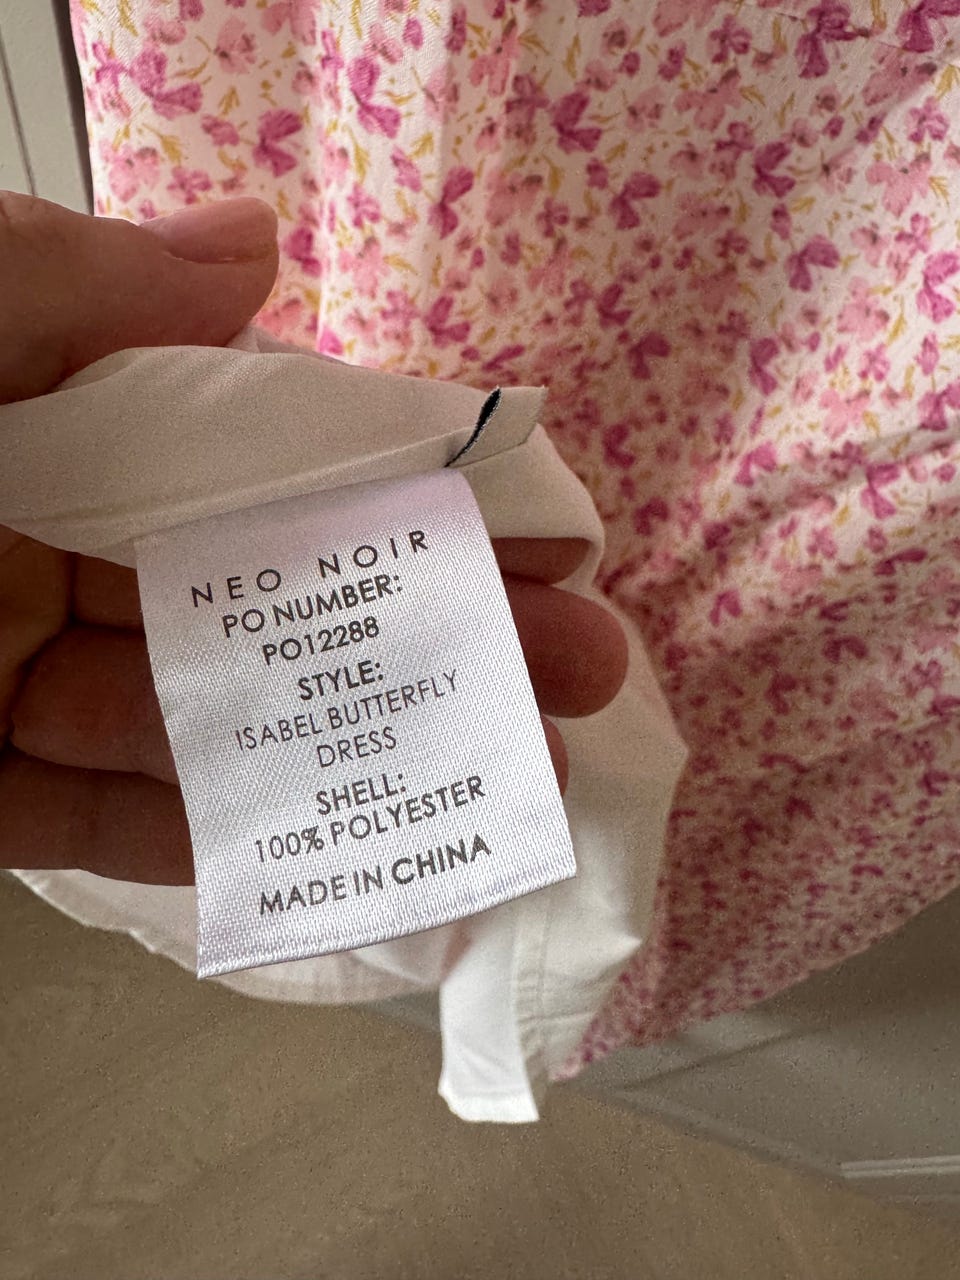 NEO NOIR
PO NUMBER:
PO12288
STYLE:
ISABEL BUTTERFLY
DRESS
SHELL:
100% POLYESTER
MADE IN CHINA